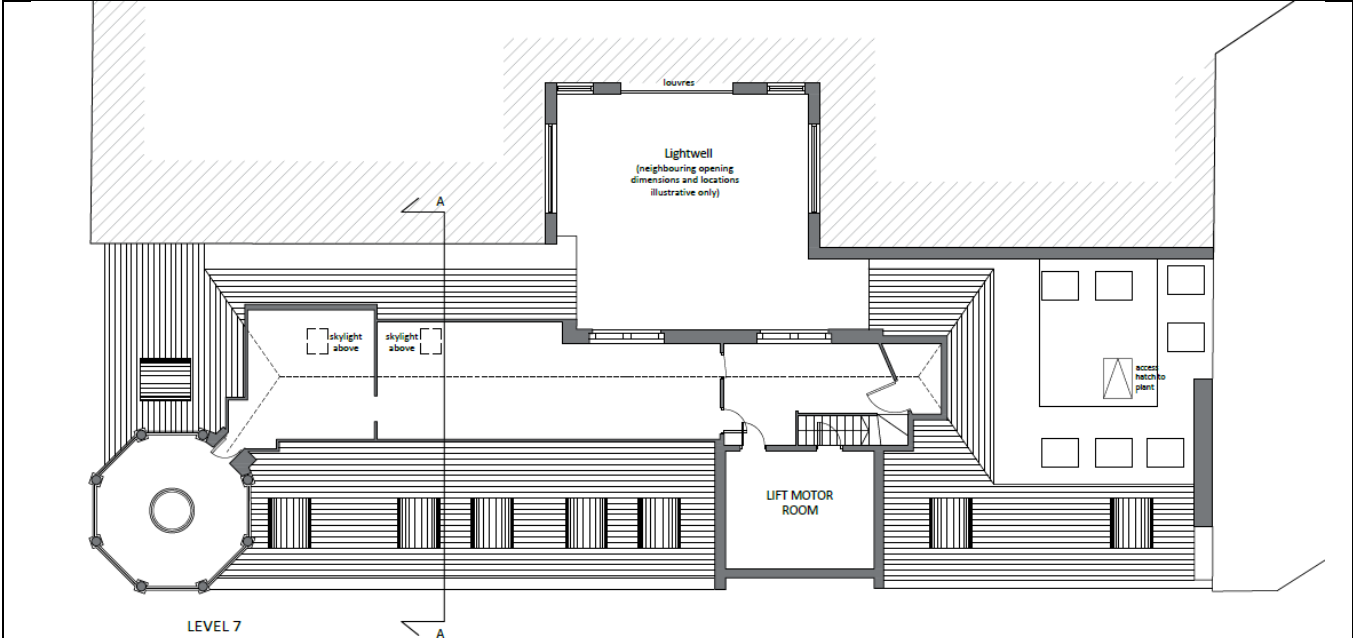 louvres
Lightwell
(neighbouring opening
dimensions and locations
illustrative only)
A
skylight
above
skylight
above
access
hatch to
plant
LIFT MOTOR
ROOM
LEVEL 7
A